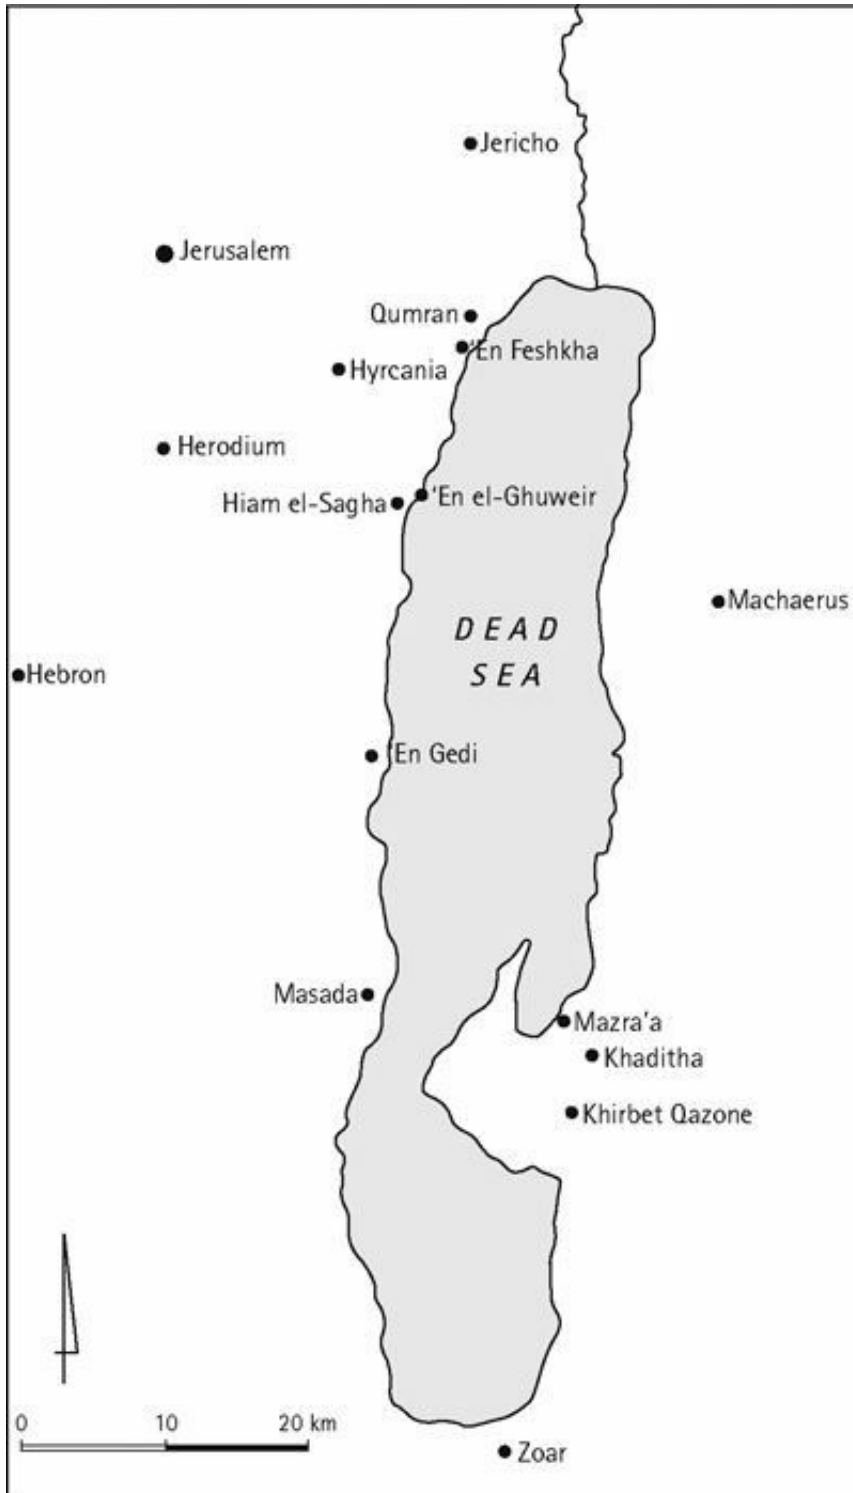 Jericho
Jerusalem
Qumran
'En Feshkha
Hyrcania
Herodium
'En el-Ghuweir
Hiam el-Sagha
Machaerus
DEAD
SEA
Hebron
'En Gedi
Masada
Mazra'a
Khaditha
Khirbet Qazone
0 10 20 km
Zoar